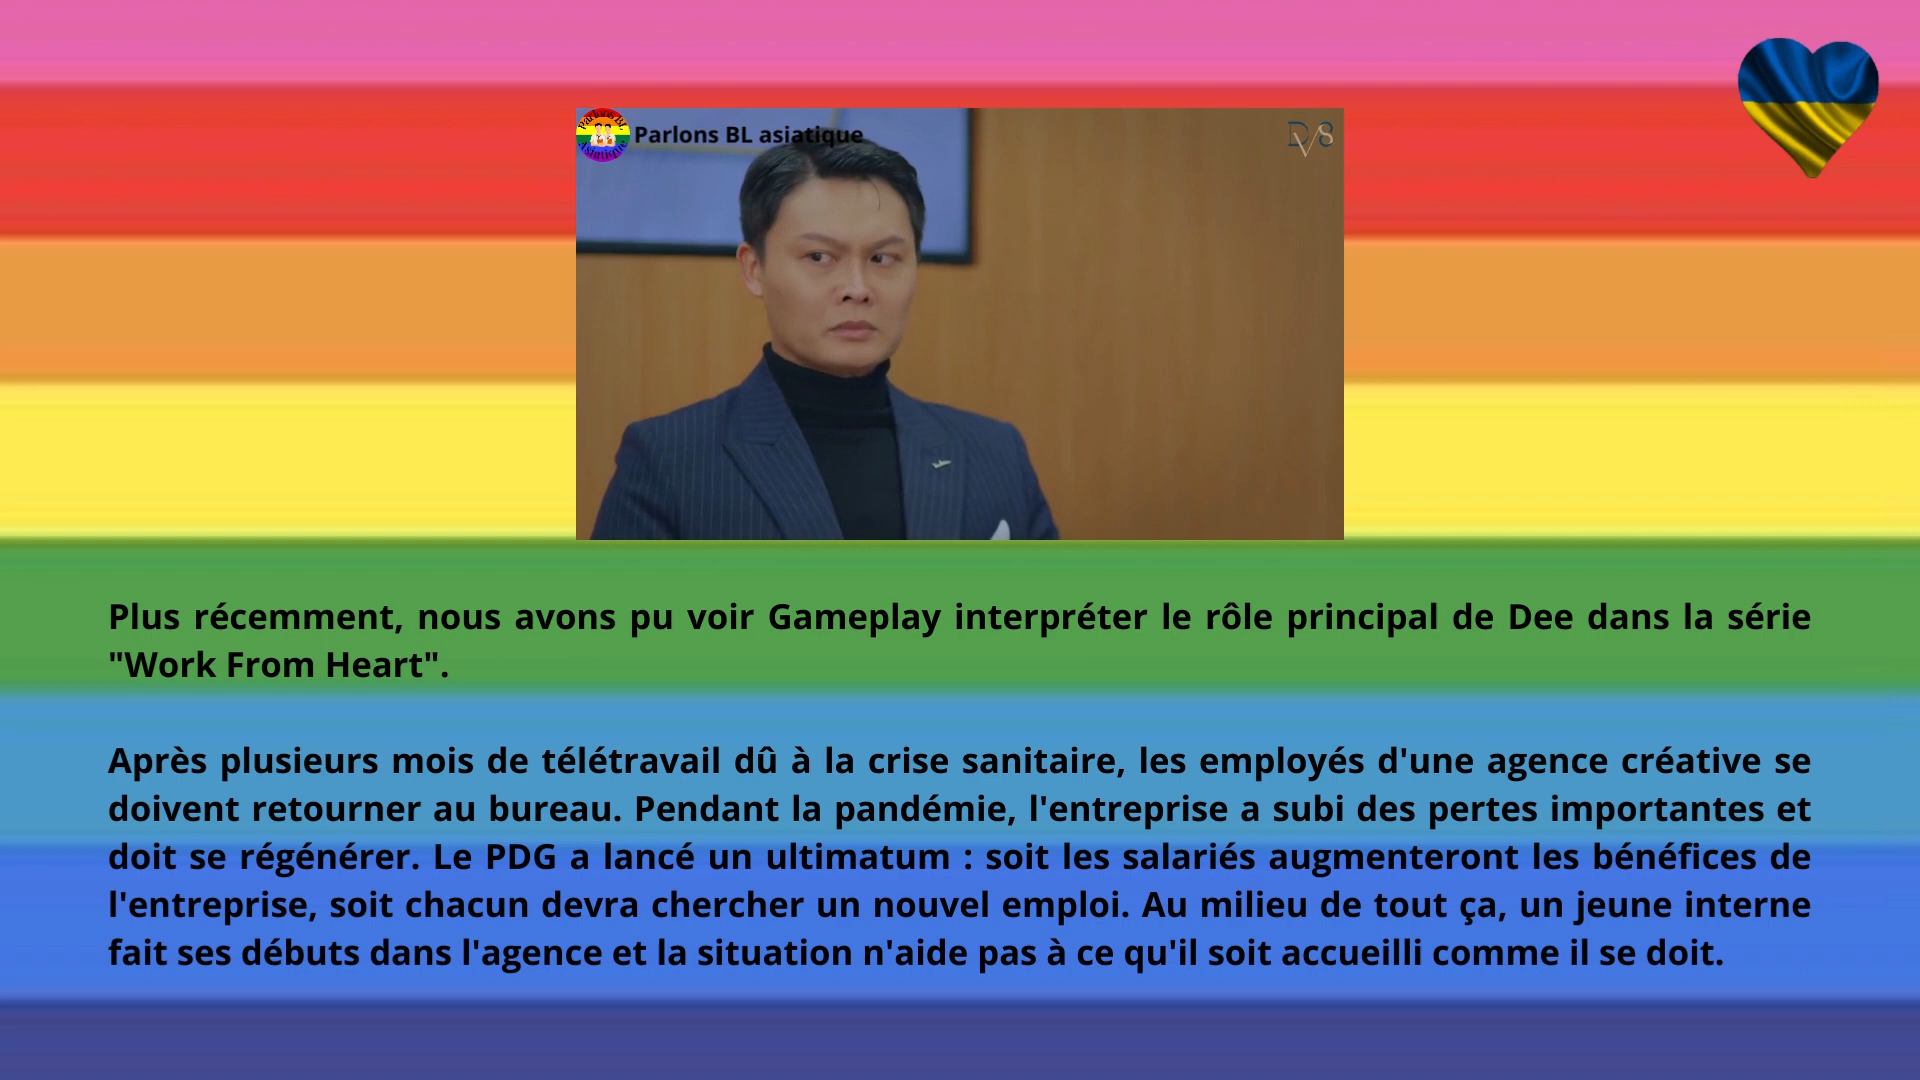 Parlons BL
Asiatique
Parlons BL asiatique
DV8
Plus récemment, nous avons pu voir Gameplay interpréter le rôle principal de Dee dans la série
"Work From Heart".
Après plusieurs mois de télétravail dû à la crise sanitaire, les employés d'une agence créative se
doivent retourner au bureau. Pendant la pandémie, l'entreprise a subi des pertes importantes et
doit se régénérer. Le PDG a lancé un ultimatum : soit les salariés augmenteront les bénéfices de
l'entreprise, soit chacun devra chercher un nouvel emploi. Au milieu de tout ça, un jeune interne
fait ses débuts dans l'agence et la situation n'aide pas à ce qu'il soit accueilli comme il se doit.